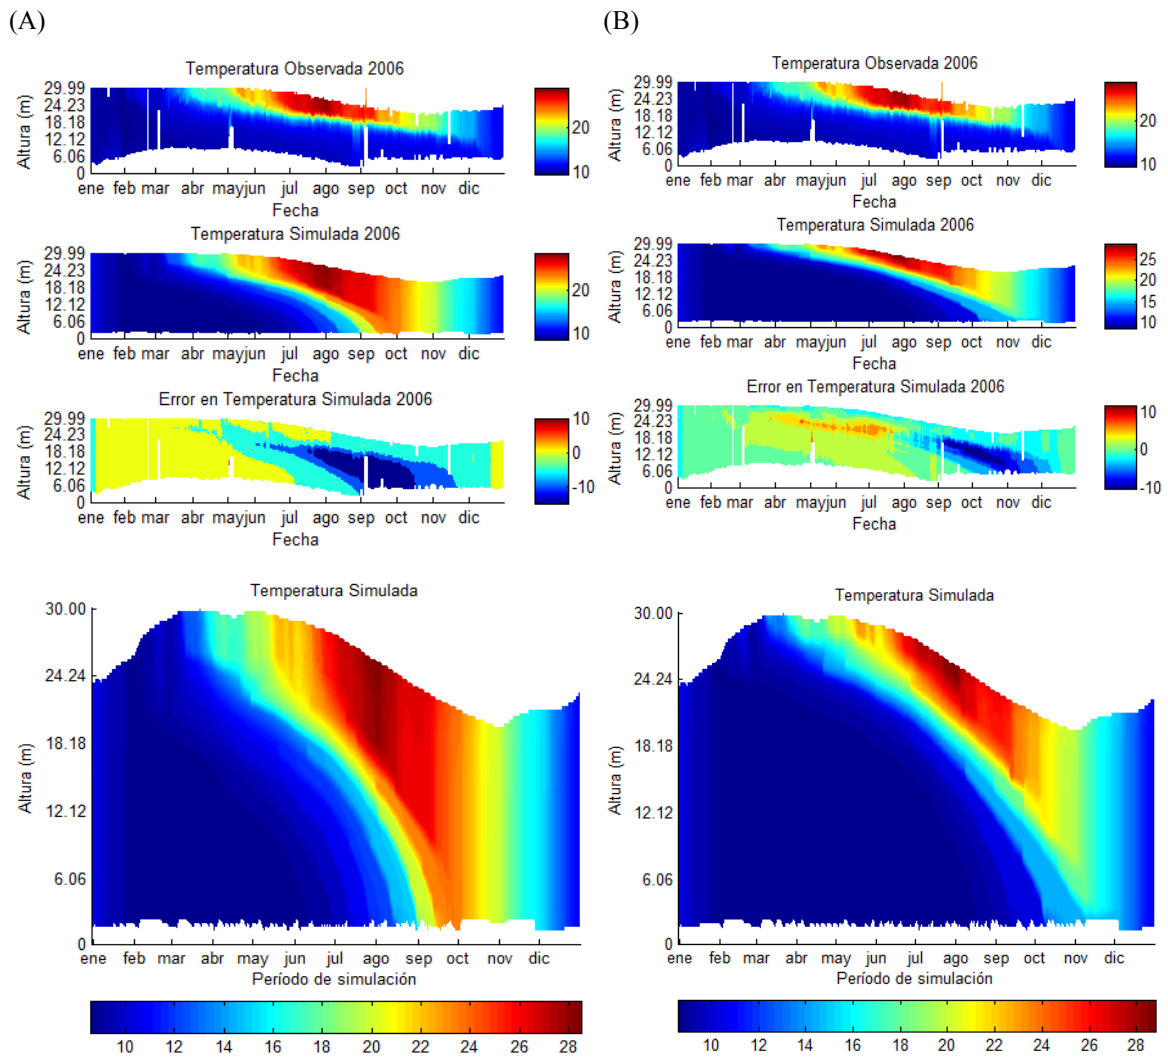 (A)
Temperatura Observada 2006
Altura (m)
29.99
24.23
18.18
12.12
6.06
0
ene feb mar abr mayjun jul ago sep oct nov dic
Fecha
20
10
Temperatura Simulada 2006
Altura (m)
29.99
24.23
18.18
12.12
6.06
0
ene feb mar abr mayjun jul ago sep oct nov dic
Fecha
20
10
Error en Temperatura Simulada 2006
Altura (m)
29.99
24.23
18.18
12.12
6.06
0
ene feb mar abr mayjun jul ago sep oct nov dic
Fecha
10
0
-10
Temperatura Simulada
Altura (m)
30.00
24.24
18.18
12.12
6.06
0
ene feb mar abr may jun jul ago sep oct nov dic
Período de simulación
10 12 14 16 18 20 22 24 26 28
(B)
Temperatura Observada 2006
Altura (m)
29.99
24.23
18.18
12.12
6.06
0
ene feb mar abr mayjun jul ago sep oct nov dic
Fecha
20
10
Temperatura Simulada 2006
Altura (m)
29.99
24.23
18.18
12.12
6.06
0
ene feb mar abr mayjun jul ago sep oct nov dic
Fecha
25
20
15
10
Error en Temperatura Simulada 2006
Altura (m)
29.99
24.23
18.18
12.12
6.06
0
ene feb mar abr mayjun jul ago sep oct nov dic
Fecha
10
0
-10
Temperatura Simulada
Altura (m)
30.00
24.24
18.18
12.12
6.06
0
ene feb mar abr may jun jul ago sep oct nov dic
Período de simulación
10 12 14 16 18 20 22 24 26 28